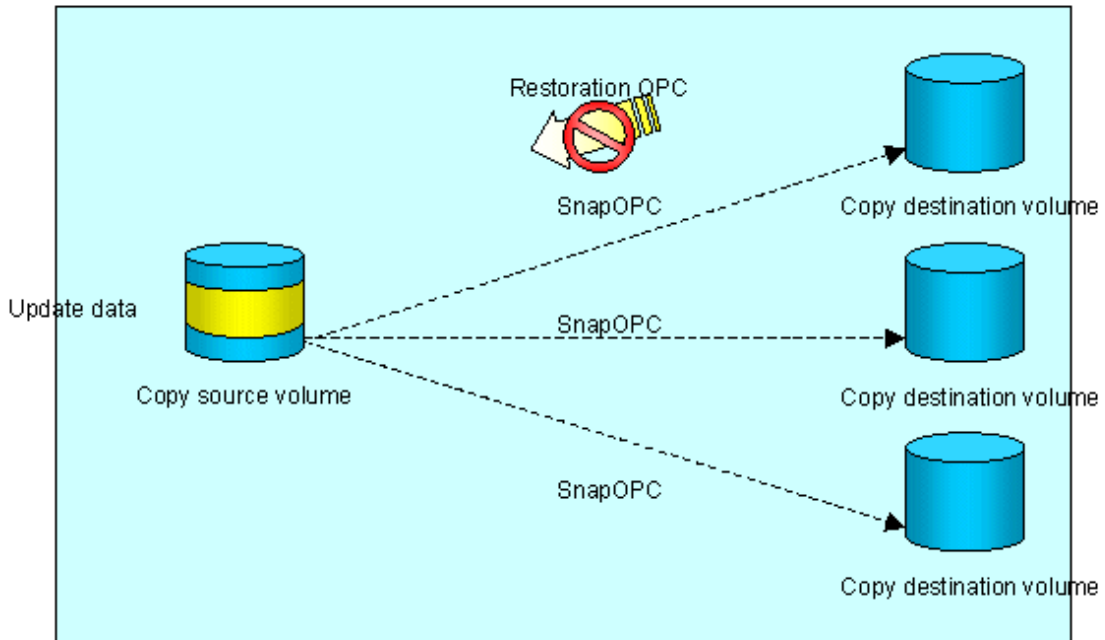 Restoration OPC
SnapOPC
Copy destination volume
Update data
SnapOPC
Copy source volume
Copy destination volume
SnapOPC
Copy destination volume